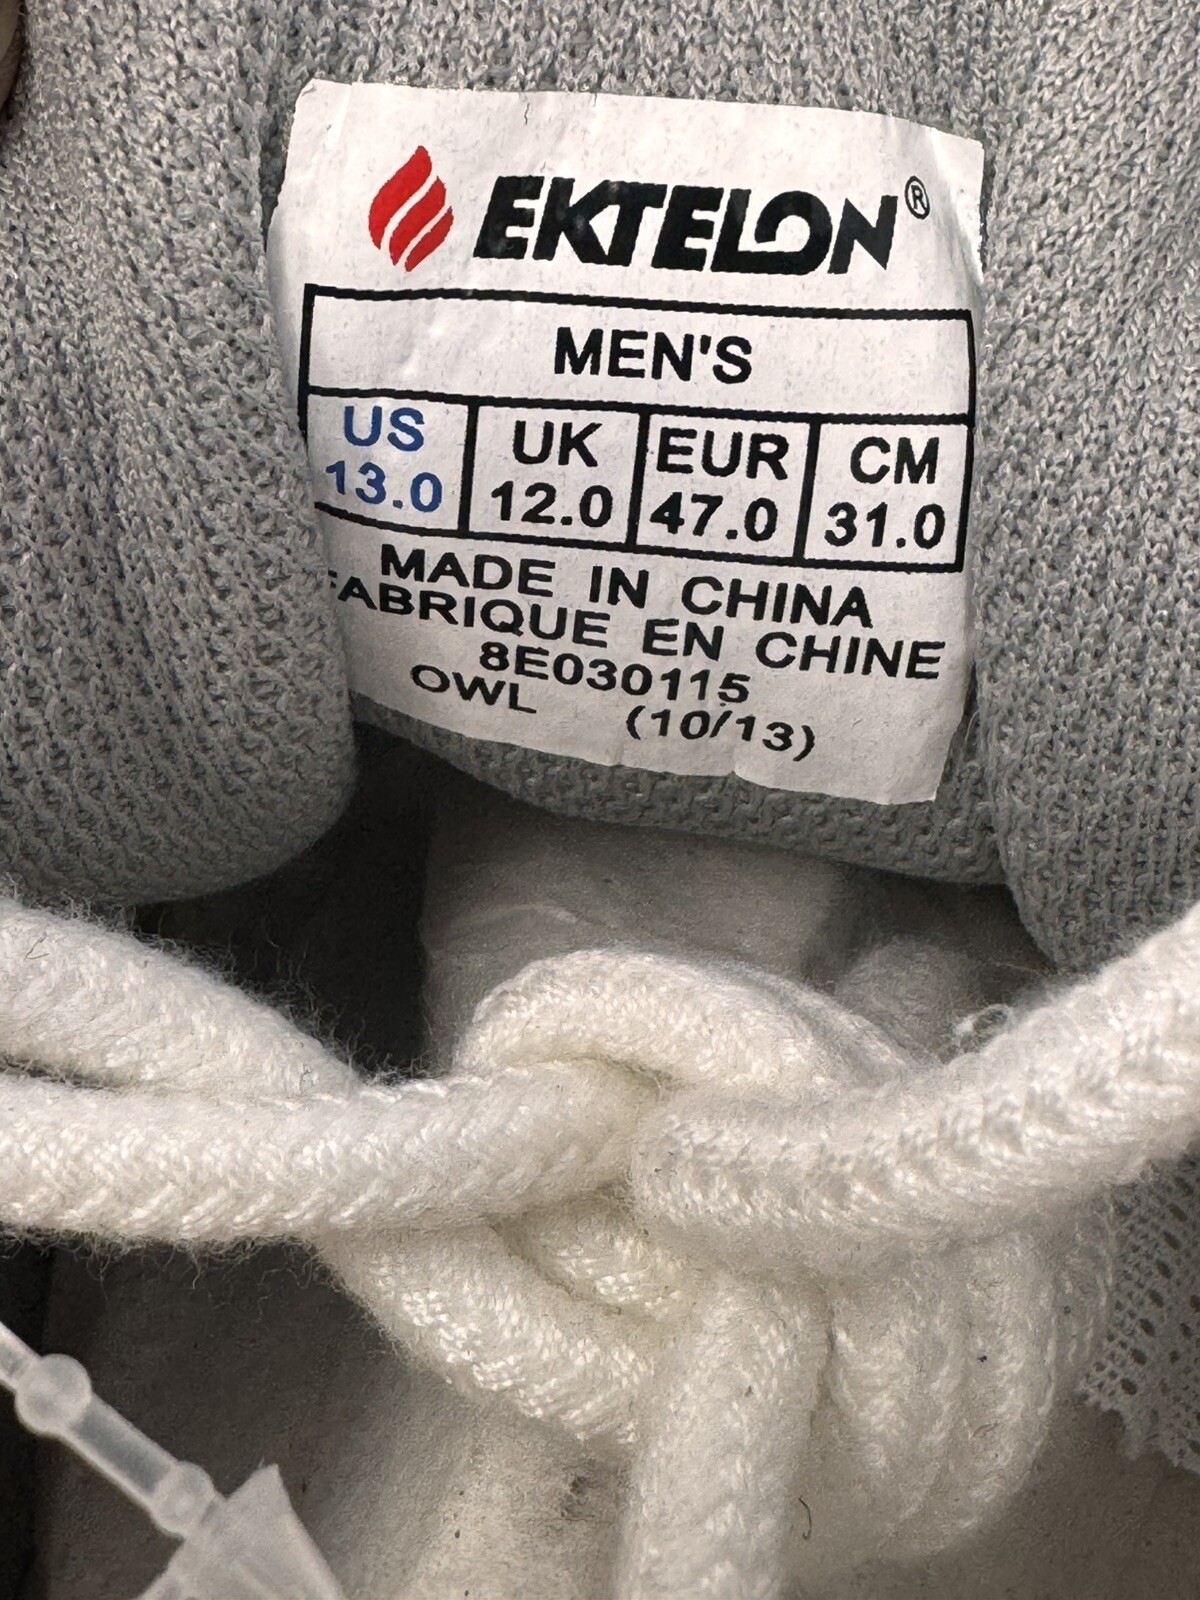 EKTELON®
MEN'S
US UK EUR CM
13.0 12.0 47.0 31.0
MADE IN CHINA
FABRIQUE EN CHINE
8E030115
OWL (10/13)